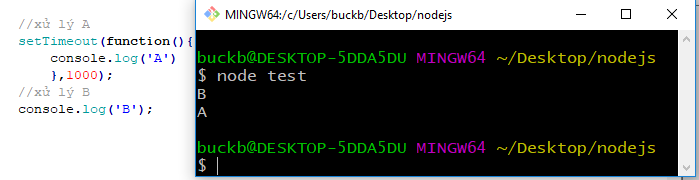 //xử lý A
setTimeout(function(){
    console.log('A')
    },1000);
//xử lý B
console.log('B');
MINGW64:/c/Users/buckb/Desktop/nodejs
buckb@DESKTOP-5DDA5DU MINGW64 ~/Desktop/nodejs
$ node test
B
A
buckb@DESKTOP-5DDA5DU MINGW64 ~/Desktop/nodejs
$